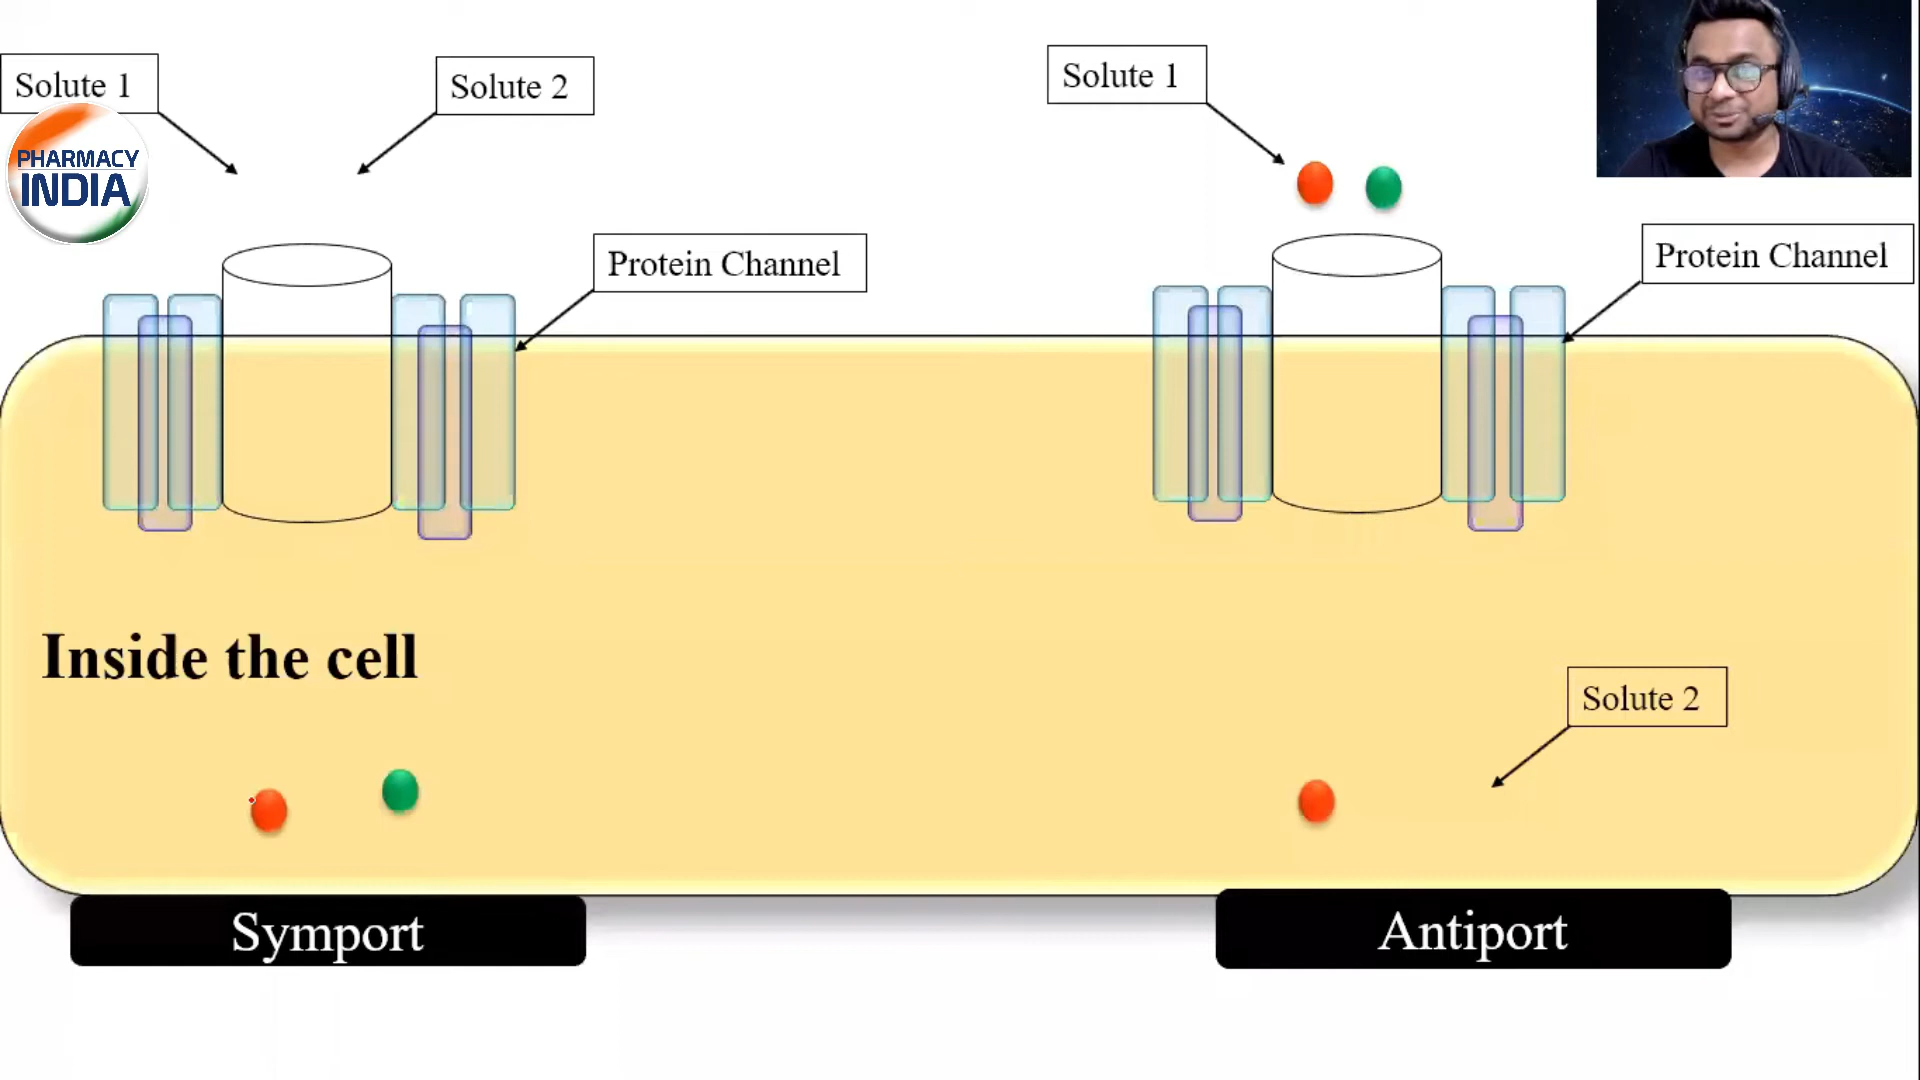 Solute 1
Solute 2
Solute 1
PHARMACY
INDIA
Protein Channel
Protein Channel
Inside the cell
Solute 2
Symport
Antiport